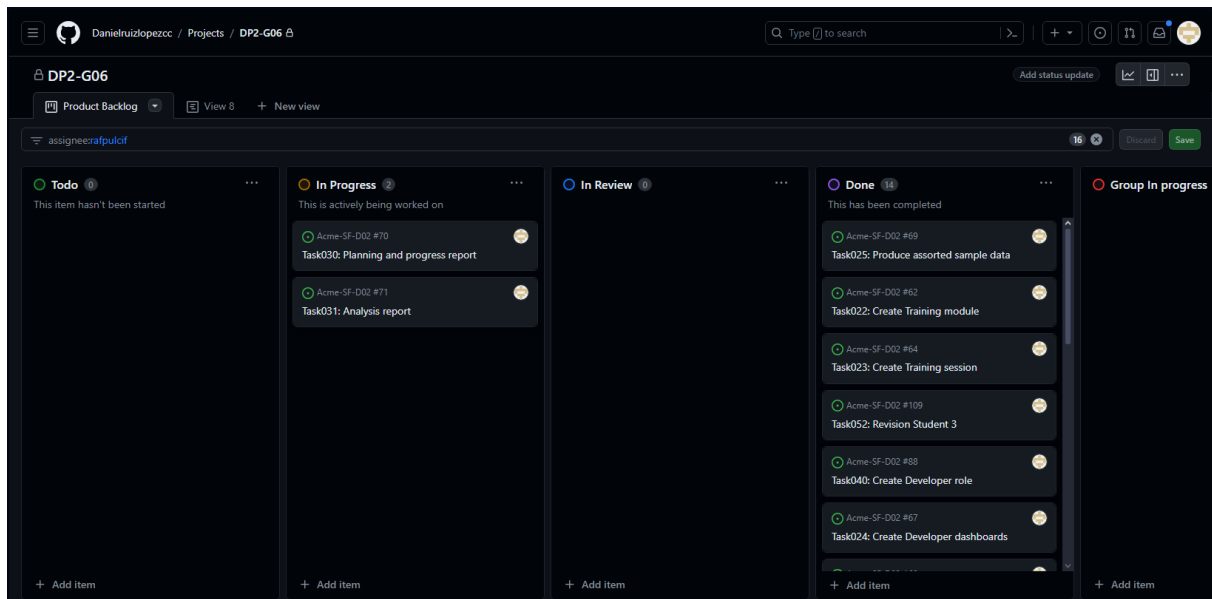 Danielruizlopezcc / Projects / DP2-G06
Type / to search
DP2-G06
Add status update
Product Backlog
View 8
+ New view
assignee:rafpulcif
16
Discard
Save
Todo 0
This item hasn't been started
+ Add item
In Progress 2
This is actively being worked on
Acme-SF-D02 #70
Task030: Planning and progress report
Acme-SF-D02 #71
Task031: Analysis report
+ Add item
In Review 0
+ Add item
Done 14
This has been completed
Acme-SF-D02 #69
Task025: Produce assorted sample data
Acme-SF-D02 #62
Task022: Create Training module
Acme-SF-D02 #64
Task023: Create Training session
Acme-SF-D02 #109
Task052: Revision Student 3
Acme-SF-D02 #88
Task040: Create Developer role
Acme-SF-D02 #67
Task024: Create Developer dashboards
+ Add item
Group In progress
+ Add item